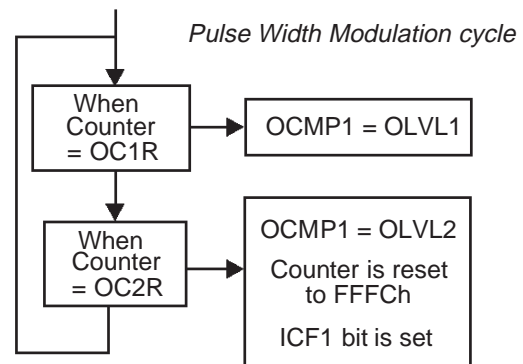 Pulse Width Modulation cycle
When
Counter
= OC1R
OCMP1 = OLVL1
When
Counter
= OC2R
OCMP1 = OLVL2
Counter is reset
to FFFCh
ICF1 bit is set